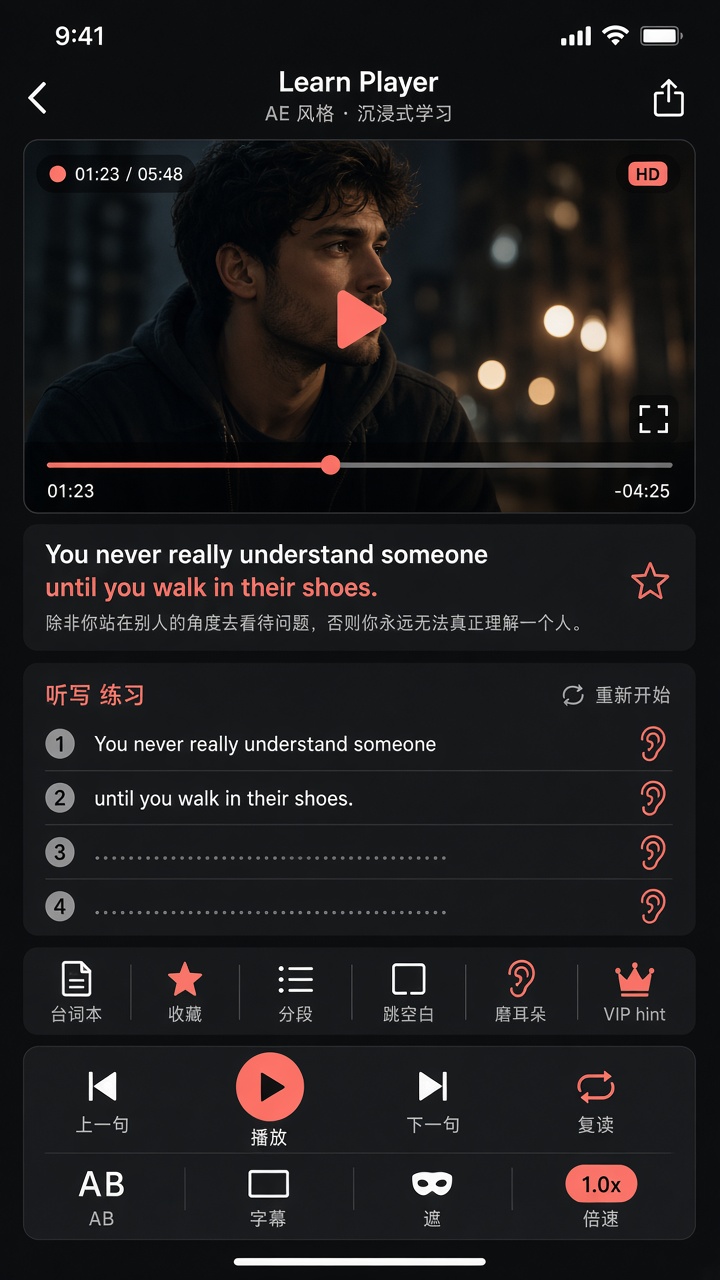 9:41
Learn Player
AE 风格 · 沉浸式学习
01:23 / 05:48
HD
01:23
-04:25
You never really understand someone
until you walk in their shoes.
除非你站在别人的角度去看待问题，否则你永远无法真正理解一个人。
听写 练习
重新开始
1 You never really understand someone
2 until you walk in their shoes.
3 ........................................
4 ........................................
台词本 收藏 分段 跳空白 磨耳朵 VIP hint
上一句 播放 下一句 复读
AB 1.0x
AB 字幕 遮 倍速